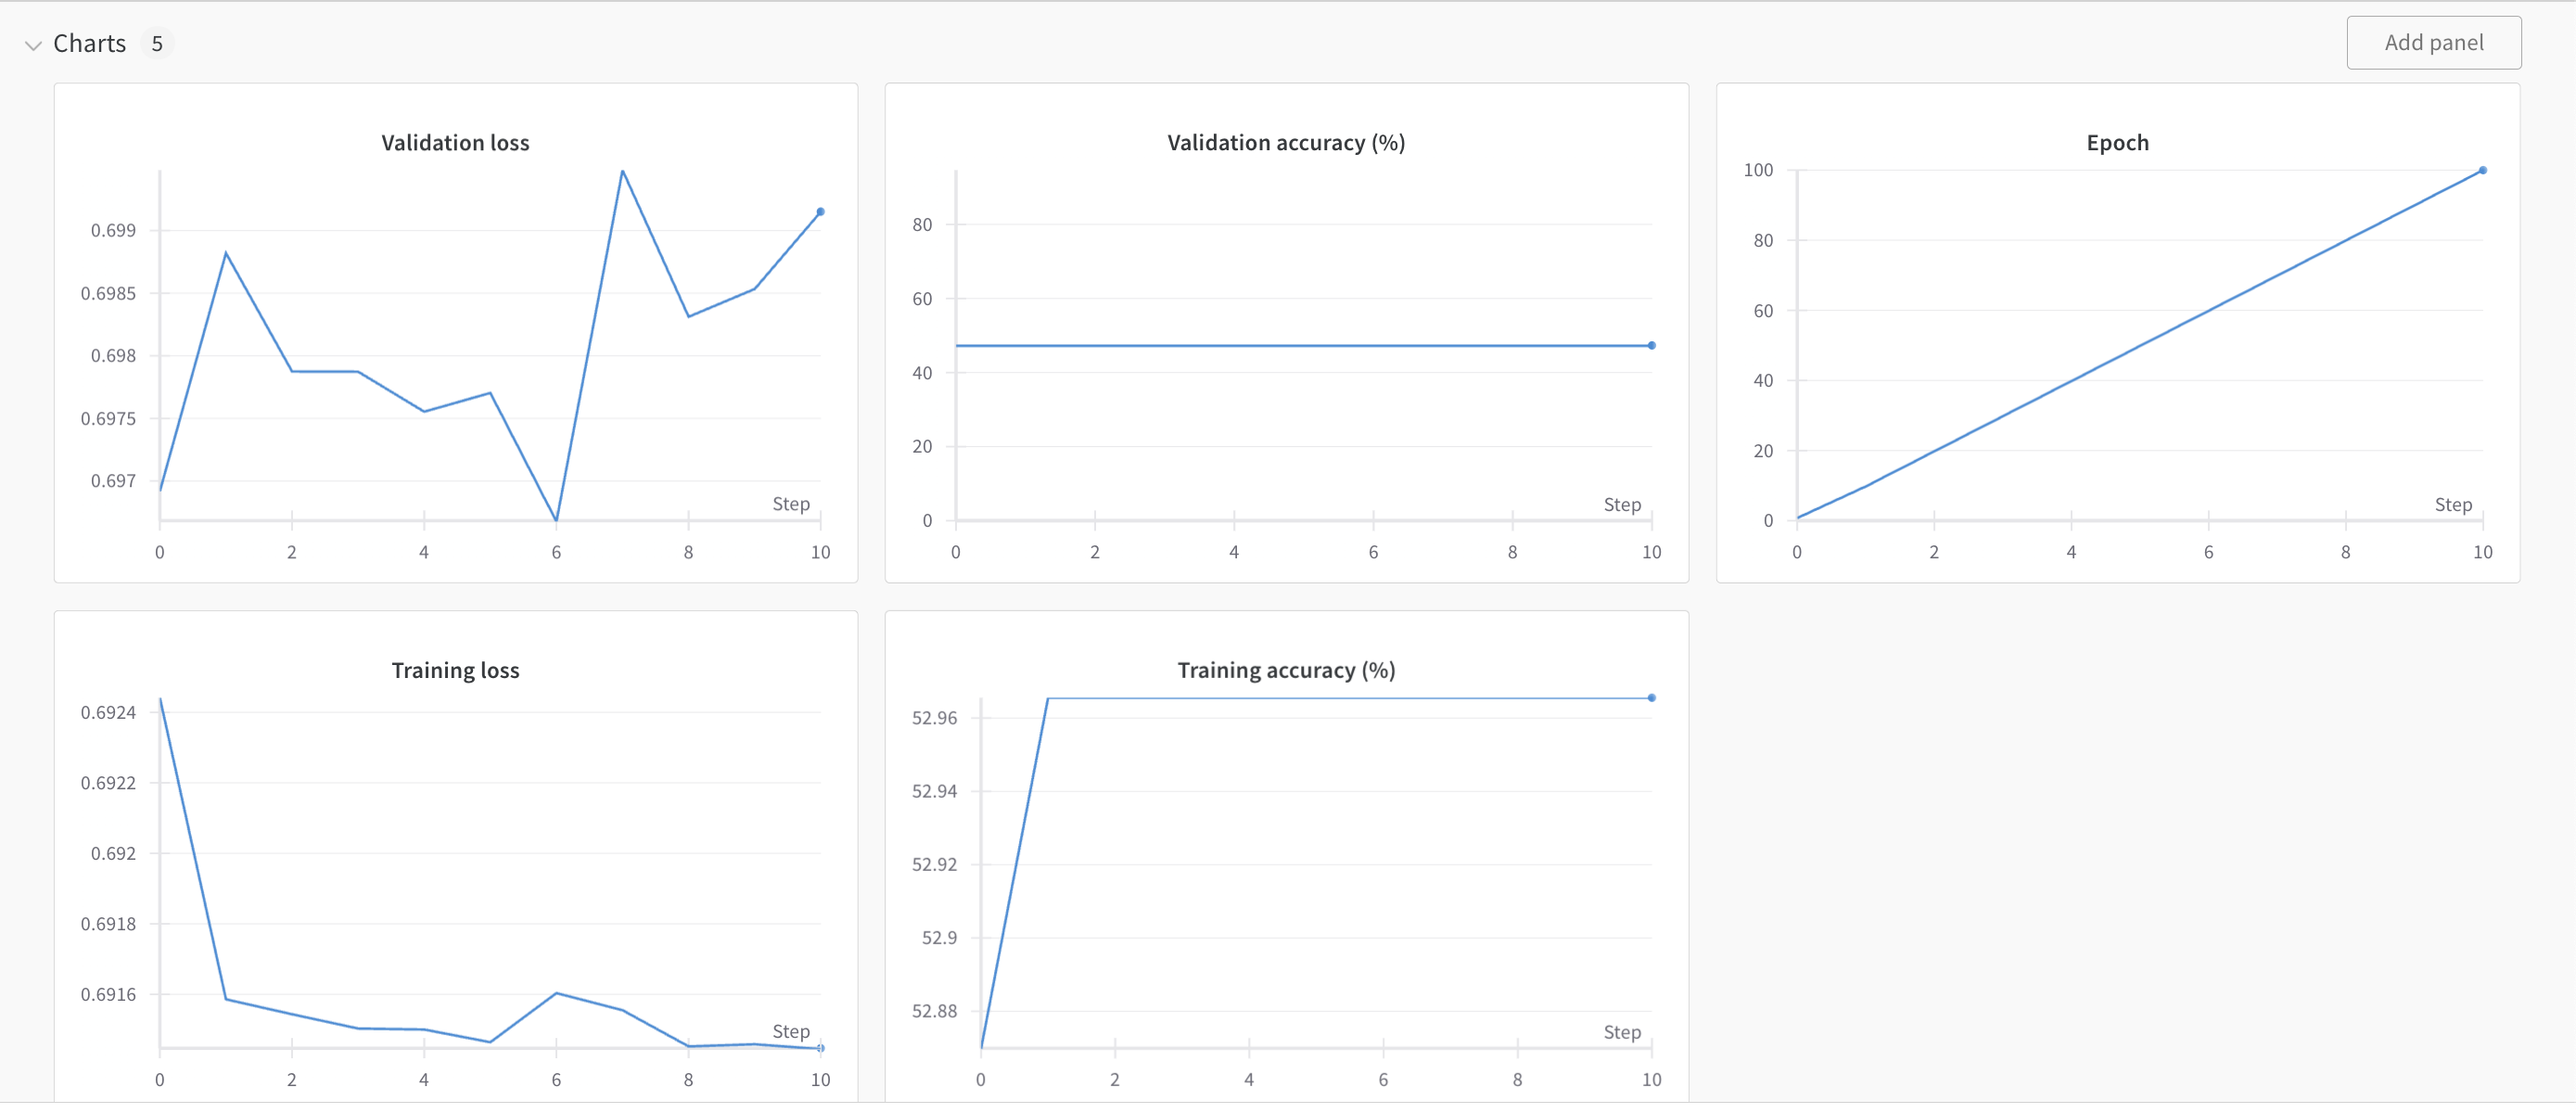 Charts 5
Add panel
Validation loss
0.699
0.6985
0.698
0.6975
0.697
Step
0 2 4 6 8 10
Validation accuracy (%)
80
60
40
20
0
Step
0 2 4 6 8 10
Epoch
100
80
60
40
20
0
Step
0 2 4 6 8 10
Training loss
0.6924
0.6922
0.692
0.6918
0.6916
Step
0 2 4 6 8 10
Training accuracy (%)
52.96
52.94
52.92
52.9
52.88
Step
0 2 4 6 8 10